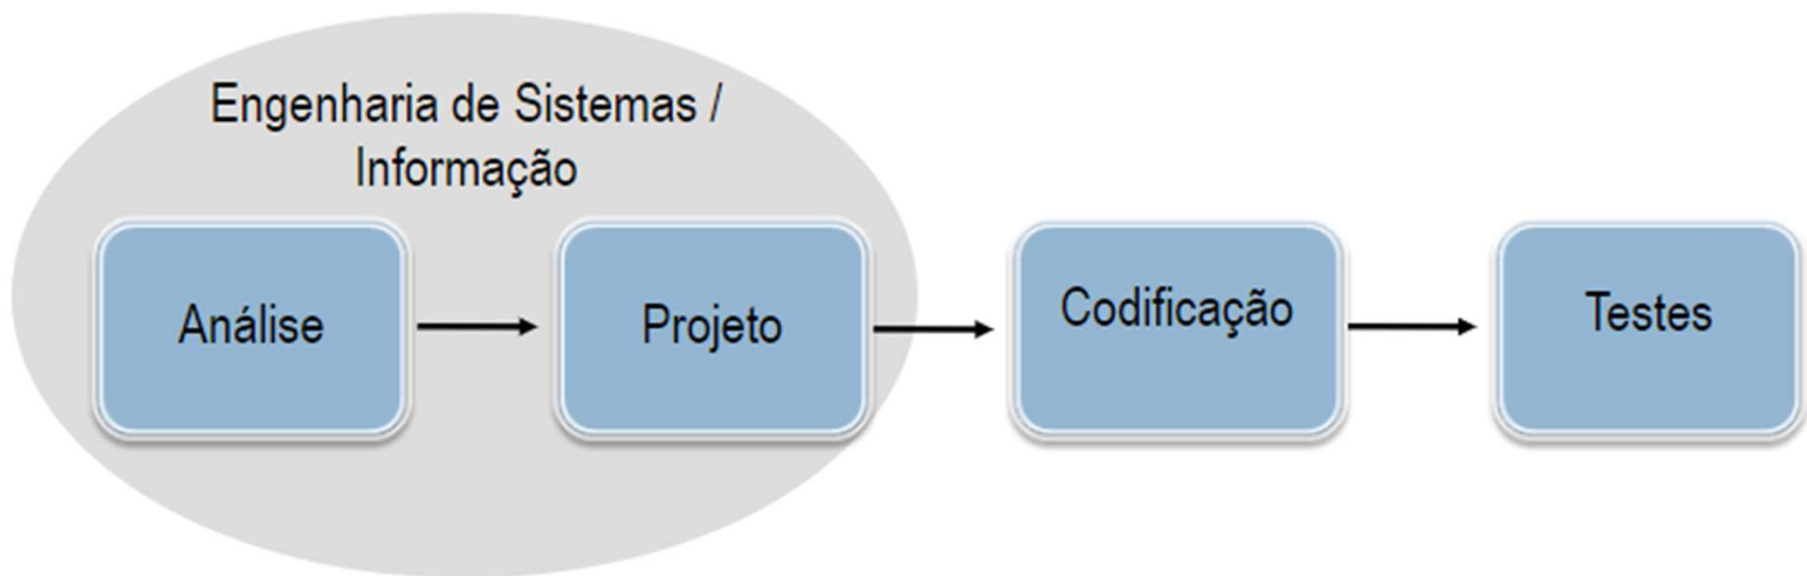 Engenharia de Sistemas /
Informação
Análise
Projeto
Codificação
Testes